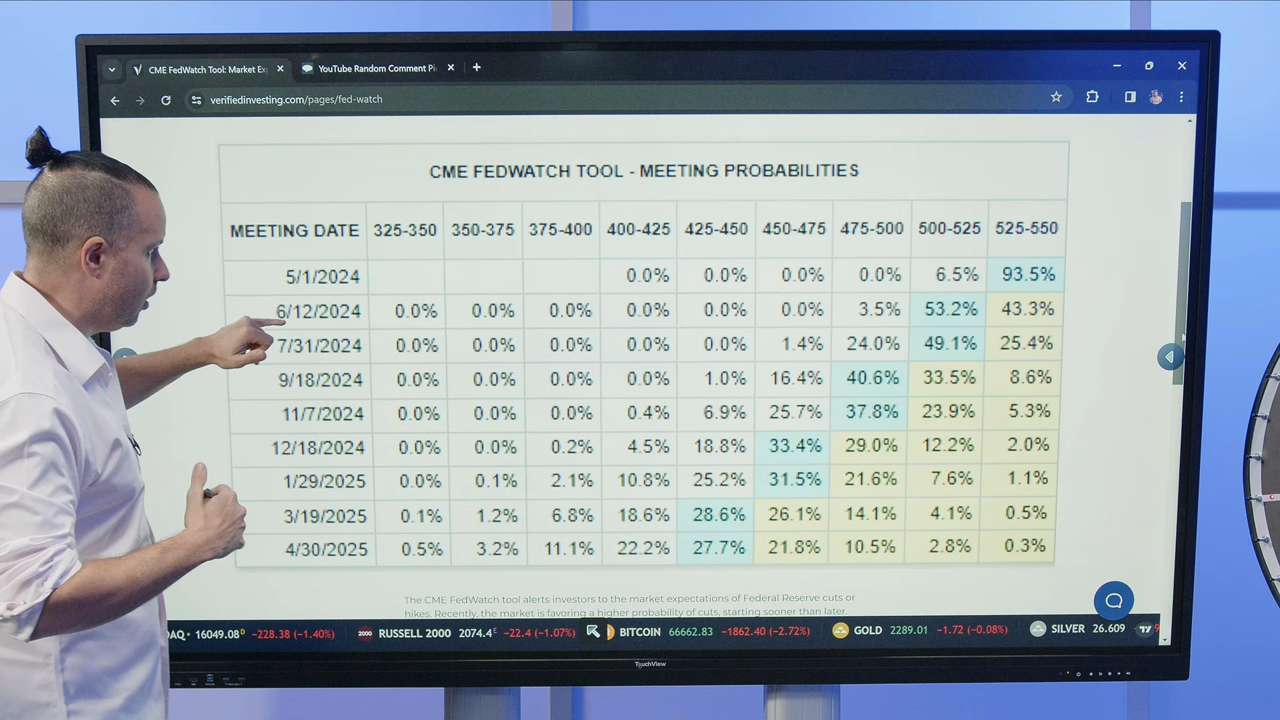 CME FedWatch Tool: Market Ex
YouTube Random Comment Pi
verifiedinvesting.com/pages/fed-watch
CME FEDWATCH TOOL - MEETING PROBABILITIES
MEETING DATE 325-350 350-375 375-400 400-425 425-450 450-475 475-500 500-525 525-550
5/1/2024 0.0% 0.0% 0.0% 0.0% 6.5% 93.5%
6/12/2024 0.0% 0.0% 0.0% 0.0% 0.0% 0.0% 3.5% 53.2% 43.3%
7/31/2024 0.0% 0.0% 0.0% 0.0% 0.0% 1.4% 24.0% 49.1% 25.4%
9/18/2024 0.0% 0.0% 0.0% 0.0% 1.0% 16.4% 40.6% 33.5% 8.6%
11/7/2024 0.0% 0.0% 0.0% 0.4% 6.9% 25.7% 37.8% 23.9% 5.3%
12/18/2024 0.0% 0.0% 0.2% 4.5% 18.8% 33.4% 29.0% 12.2% 2.0%
1/29/2025 0.0% 0.1% 2.1% 10.8% 25.2% 31.5% 21.6% 7.6% 1.1%
3/19/2025 0.1% 1.2% 6.8% 18.6% 28.6% 26.1% 14.1% 4.1% 0.5%
4/30/2025 0.5% 3.2% 11.1% 22.2% 27.7% 21.8% 10.5% 2.8% 0.3%
The CME FedWatch tool alerts investors to the market expectations of Federal Reserve cuts or
hikes. Recently, the market is favoring a higher probability of cuts, starting sooner than later.
DAQ • 16049.08 D -228.38 (-1.40%) 2000 RUSSELL 2000 2074.4 E -22.4 (-1.07%) BITCOIN 66662.83 -1862.40 (-2.72%) GOLD 2289.01 -1.72 (-0.08%) SILVER 26.609 9
TouchView